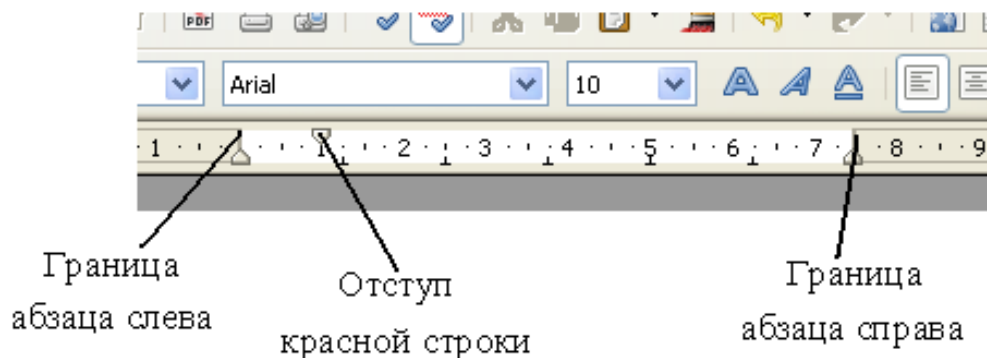 PDF
Arial 10
1 1 2 3 4 5 6 7 8 9
Граница
абзаца слева
Отступ
красной строки
Граница
абзаца справа